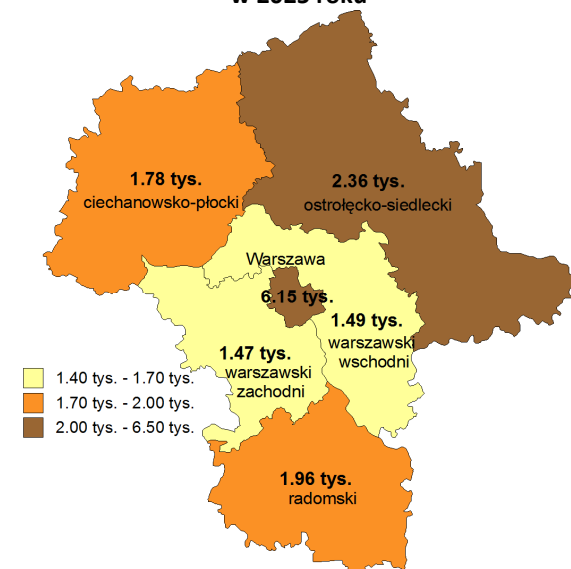 w 2023 roku
1.78 tys.
ciechanowsko-płocki
2.36 tys.
ostrołęcko-siedlecki
Warszawa
6.15 tys.
1.49 tys.
warszawski
wschodni
1.47 tys.
warszawski
zachodni
1.40 tys. - 1.70 tys.
1.70 tys. - 2.00 tys.
2.00 tys. - 6.50 tys.
1.96 tys.
radomski